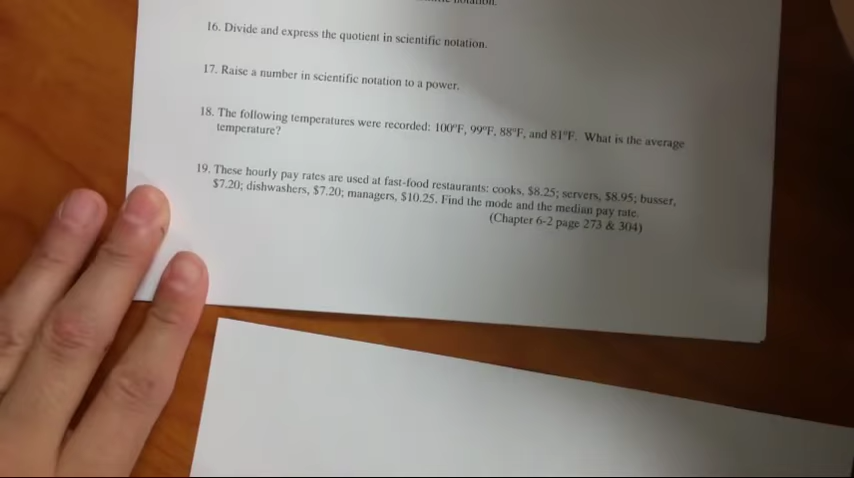 notation.
16. Divide and express the quotient in scientific notation.
17. Raise a number in scientific notation to a power.
18. The following temperatures were recorded: 100°F, 99°F, 88°F, and 81°F. What is the average
temperature?
19. These hourly pay rates are used at fast-food restaurants: cooks, $8.25; servers, $8.95; busser,
$7.20; dishwashers, $7.20; managers, $10.25. Find the mode and the median pay rate.
(Chapter 6-2 page 273 & 304)